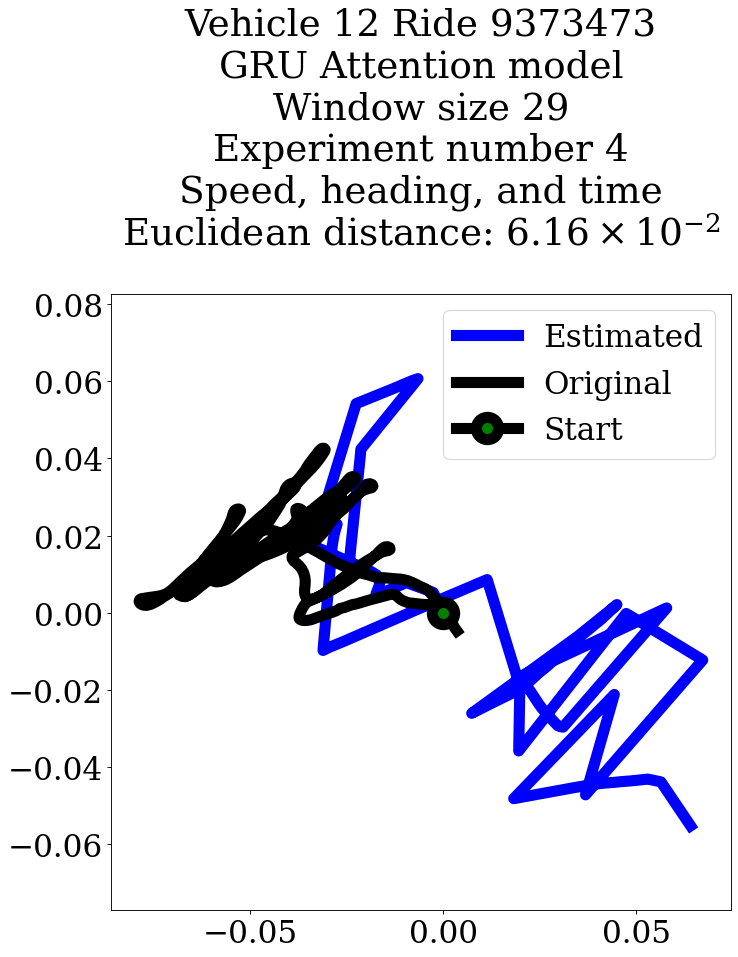 Vehicle 12 Ride 9373473
GRU Attention model
Window size 29
Experiment number 4
Speed, heading, and time
Euclidean distance: 6.16 × 10⁻²
0.08
0.06
0.04
0.02
0.00
−0.02
−0.04
−0.06
Estimated
Original
Start
−0.05
0.00
0.05